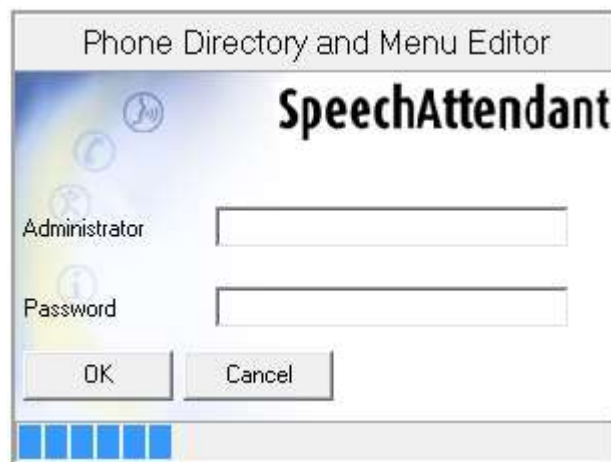 Phone Directory and Menu Editor
SpeechAttendant
Administrator
Password
OK Cancel